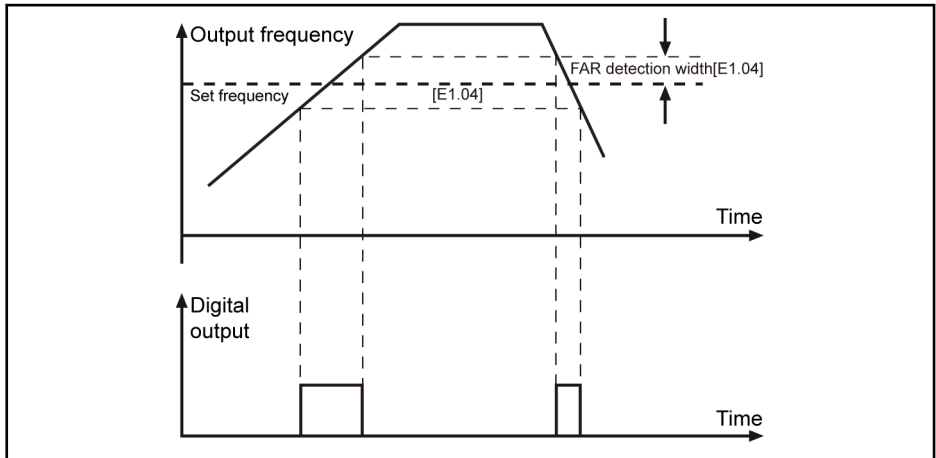 Output frequency
FAR detection width[E1.04]
Set frequency
[E1.04]
Time
Digital
output
Time